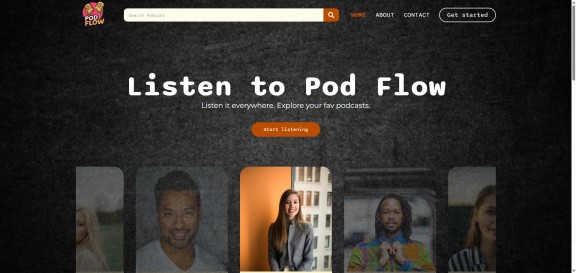 POD
FLOW
Search Podcast
HOME
ABOUT
CONTACT
Get started
Listen to Pod Flow
Listen it everywhere. Explore your fav podcasts.
Start listening